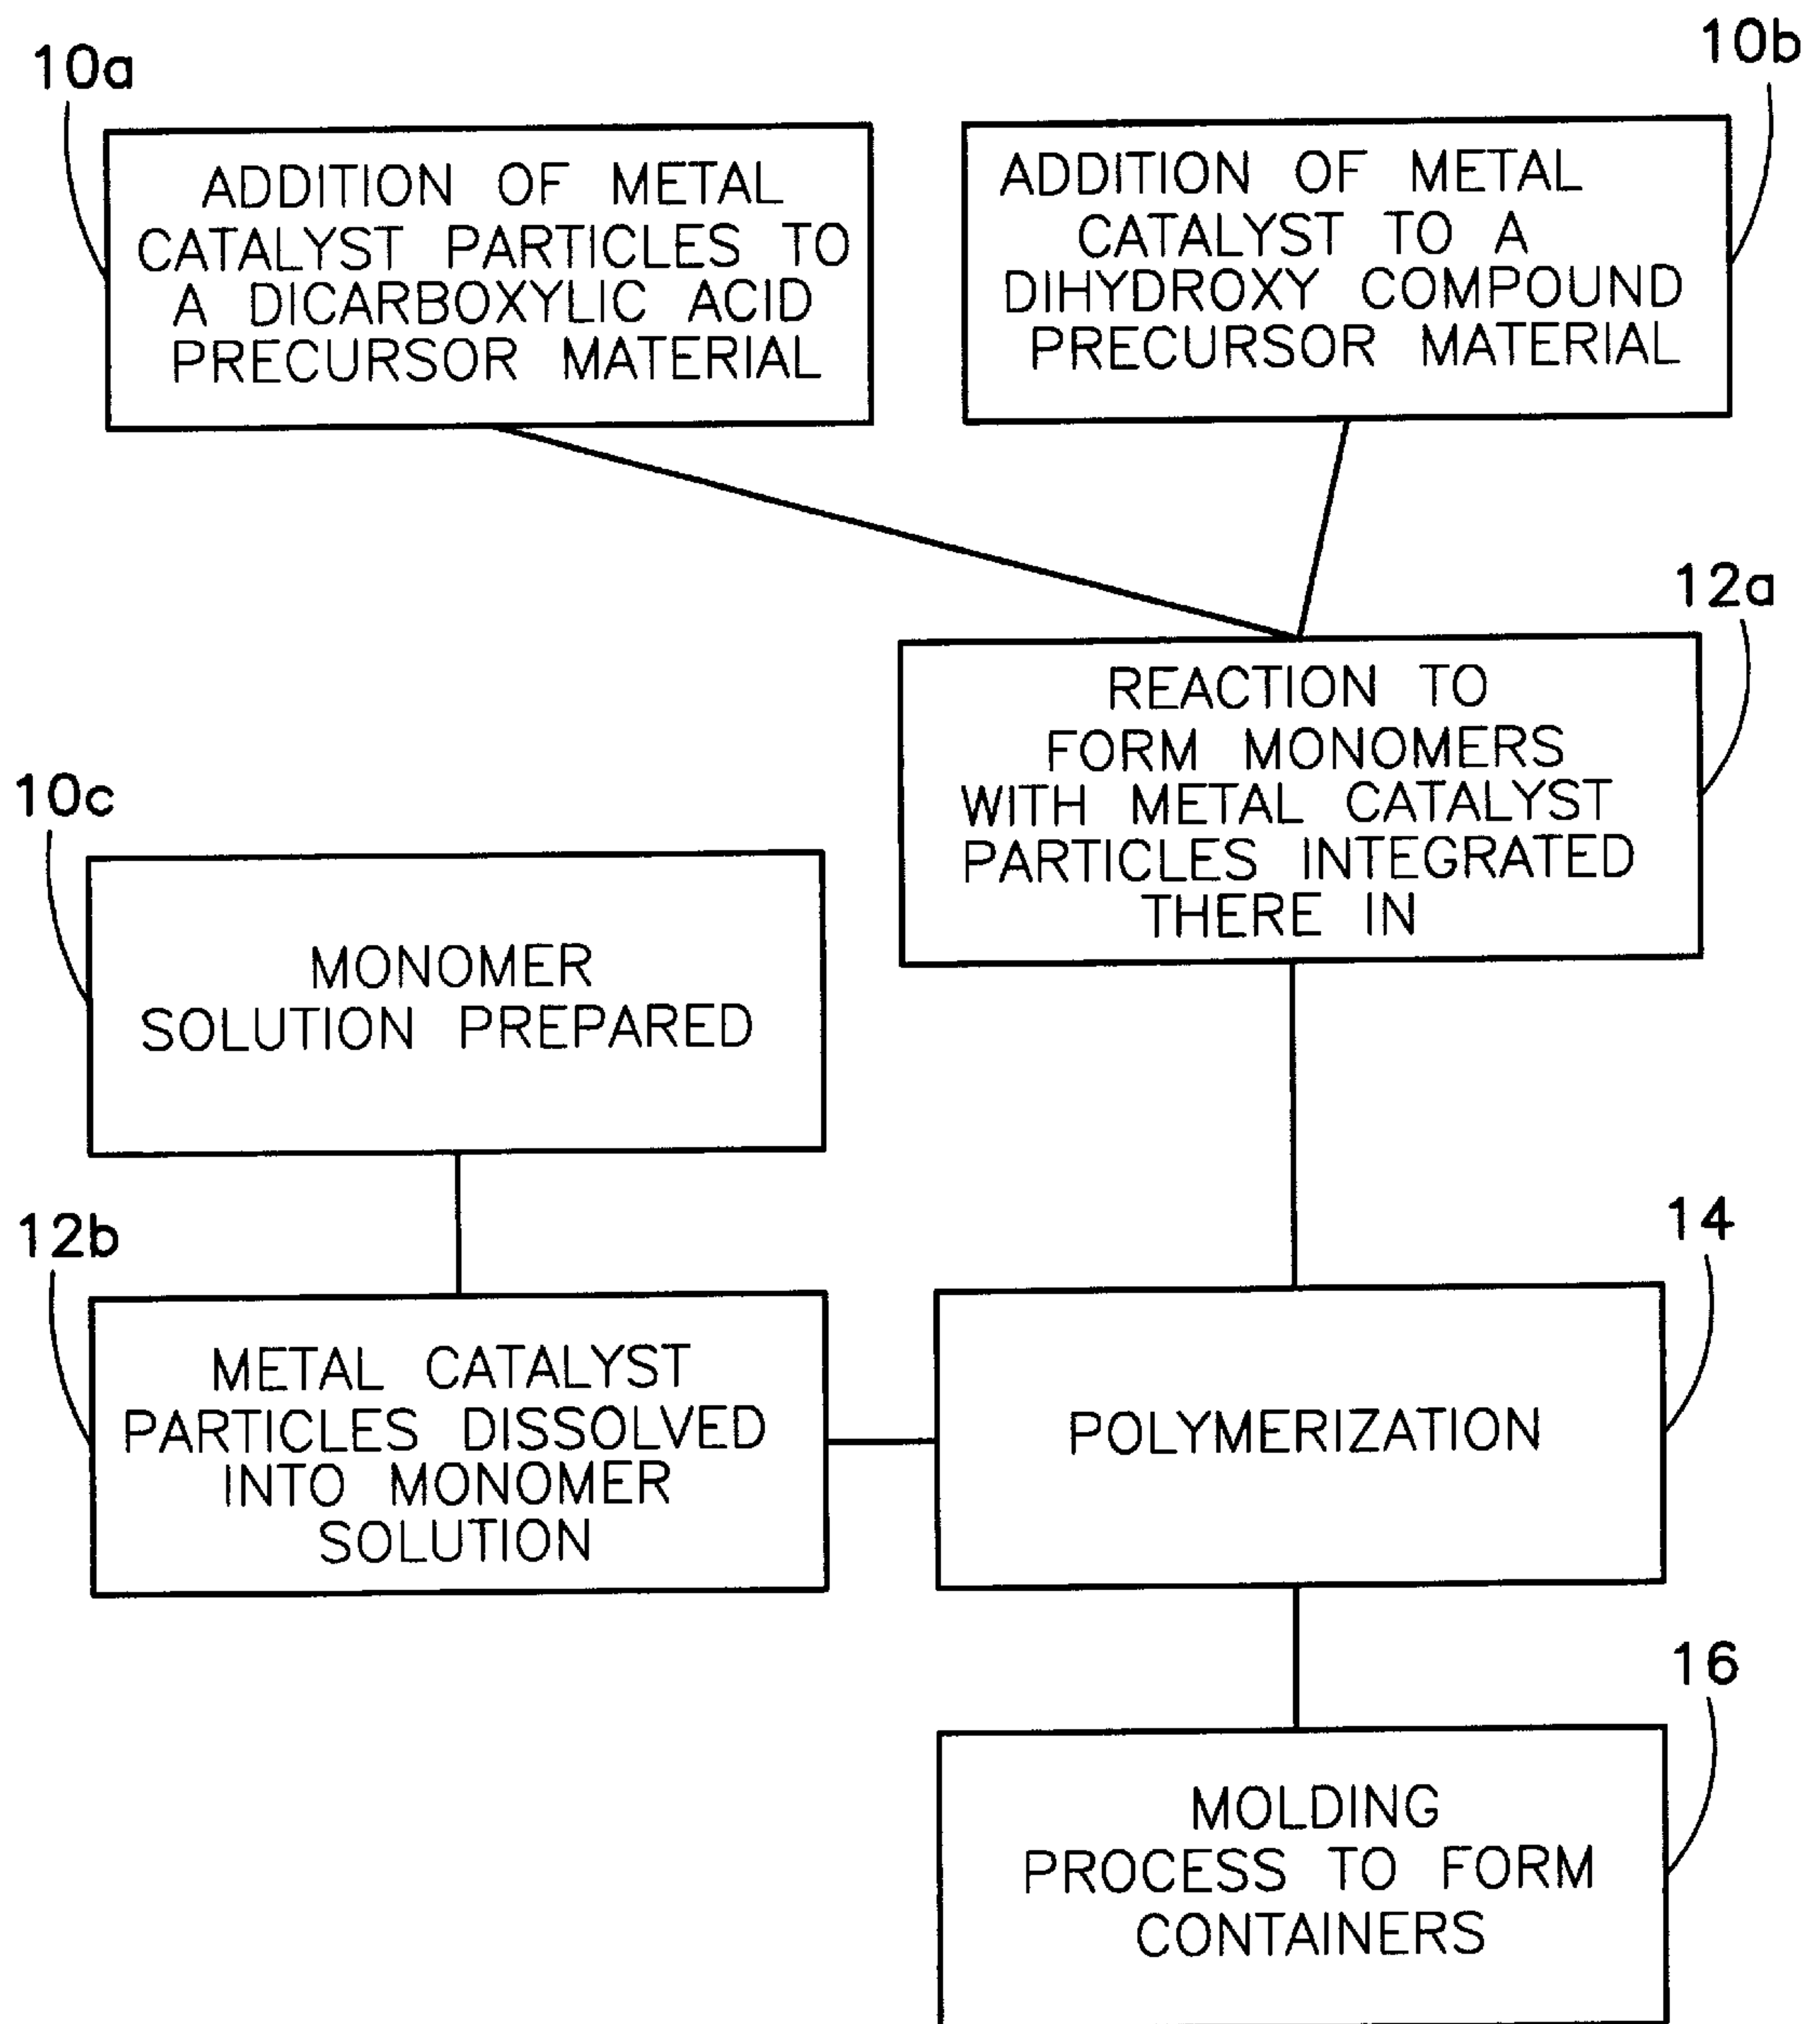 10a
ADDITION OF METAL
CATALYST PARTICLES TO
A DICARBOXYLIC ACID
PRECURSOR MATERIAL
10b
ADDITION OF METAL
CATALYST TO A
DIHYDROXY COMPOUND
PRECURSOR MATERIAL
12a
REACTION TO
FORM MONOMERS
WITH METAL CATALYST
PARTICLES INTEGRATED
THERE IN
10c
MONOMER
SOLUTION PREPARED
12b
METAL CATALYST
PARTICLES DISSOLVED
INTO MONOMER
SOLUTION
14
POLYMERIZATION
16
MOLDING
PROCESS TO FORM
CONTAINERS